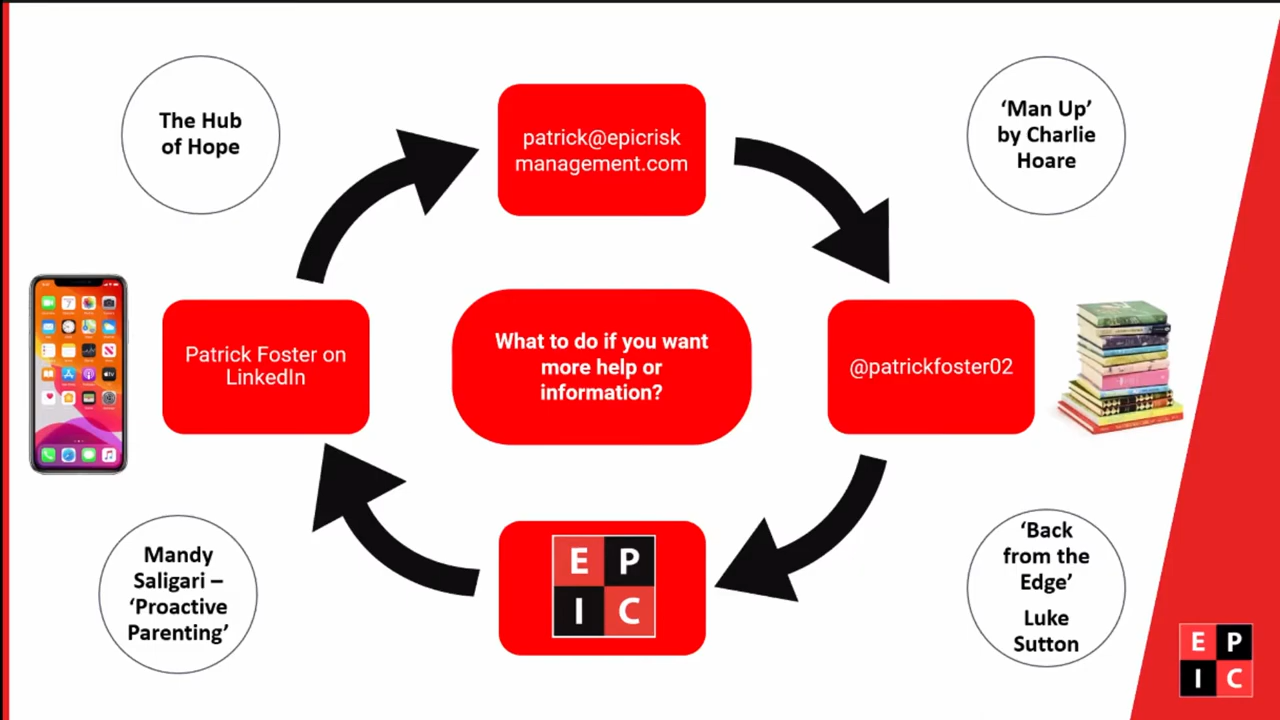 The Hub
of Hope
patrick@epicrisk
management.com
‘Man Up’
by Charlie
Hoare
Patrick Foster on
LinkedIn
What to do if you want
more help or
information?
@patrickfoster02
Mandy
Saligari –
‘Proactive
Parenting’
E P
I C
‘Back
from the
Edge’
Luke
Sutton
E P
I C